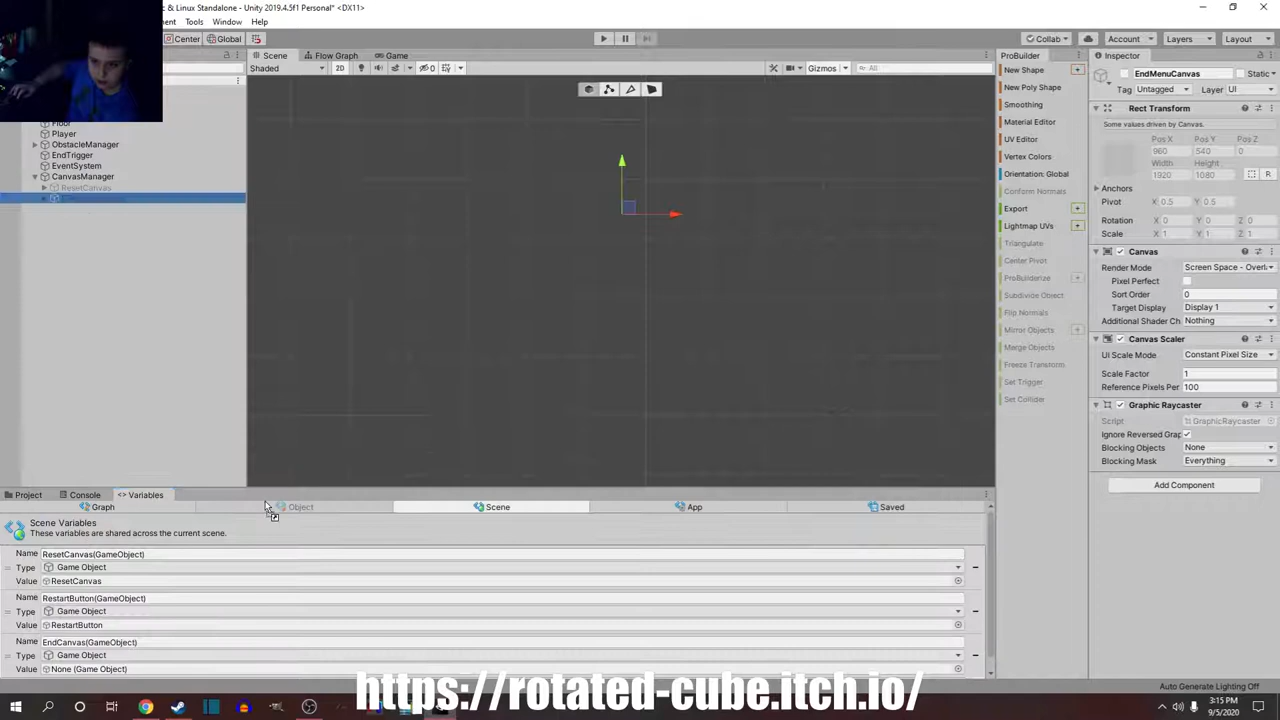 c & Linux Standalone - Unity 2019.4.5f1 Personal* <DX11>
ment Tools Window Help
Center Global
Collab Account Layers Layout
Scene Flow Graph Game
Shaded 2D 0 Gizmos All
Floor
Player
ObstacleManager
EndTrigger
EventSystem
CanvasManager
ResetCanvas
ProBuilder
New Shape
New Poly Shape
Smoothing
Material Editor
UV Editor
Vertex Colors
Orientation: Global
Conform Normals
Export
Lightmap UVs
Triangulate
Center Pivot
ProBuilderize
Subdivide Object
Flip Normals
Mirror Objects
Merge Objects
Freeze Transform
Set Trigger
Set Collider
Inspector
EndMenuCanvas Static
Tag Untagged Layer UI
Rect Transform
Some values driven by Canvas.
Pos X Pos Y Pos Z
960 540 0
Width Height
1920 1080
R
Anchors
Pivot X 0.5 Y 0.5
Rotation X 0 Y 0 Z 0
Scale X 1 Y 1 Z 1
Canvas
Render Mode Screen Space - Overl
Pixel Perfect
Sort Order 0
Target Display Display 1
Additional Shader Ch Nothing
Canvas Scaler
UI Scale Mode Constant Pixel Size
Scale Factor 1
Reference Pixels Per 100
Graphic Raycaster
Script GraphicRaycaster
Ignore Reversed Grap
Blocking Objects None
Blocking Mask Everything
Add Component
Project Console <> Variables
Graph Object Scene App Saved
Scene Variables
These variables are shared across the current scene.
Name ResetCanvas(GameObject)
Type Game Object
Value ResetCanvas
Name RestartButton(GameObject)
Type Game Object
Value RestartButton
Name EndCanvas(GameObject)
Type Game Object
Value None (Game Object)
https://rotated-cube.itch.io/
Auto Generate Lighting Off
3:15 PM
9/5/2020